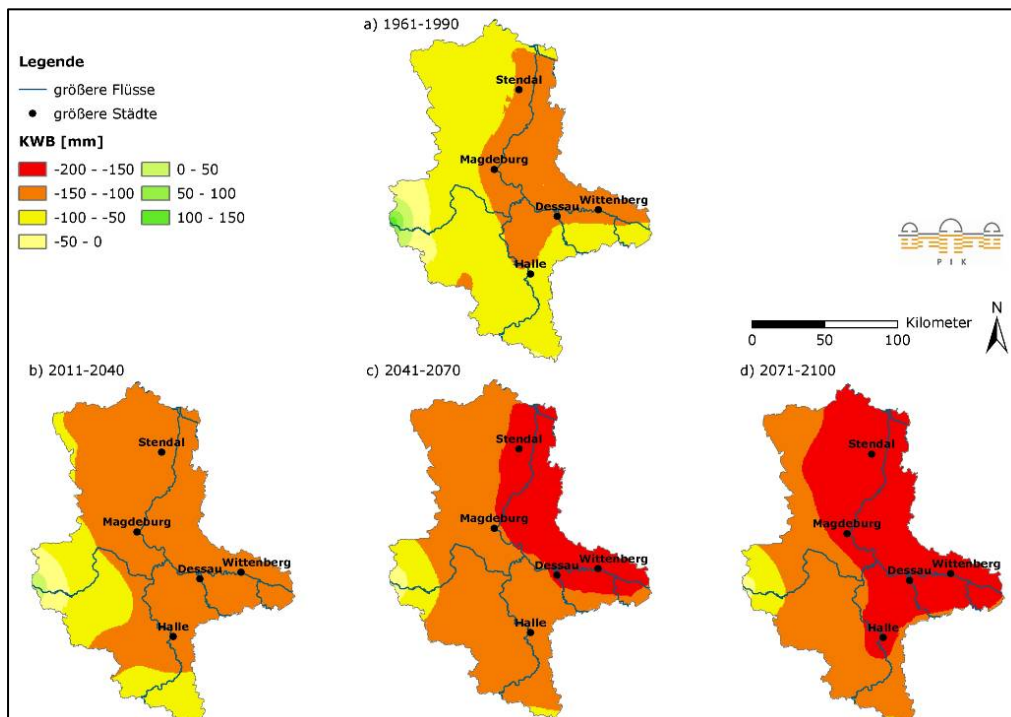 a) 1961-1990
Legende
größere Flüsse
größere Städte
KWB [mm]
-200 - -150
0 - 50
-150 - -100
50 - 100
-100 - -50
100 - 150
-50 - 0
Stendal
Magdeburg
Dessau
Wittenberg
Halle
P I K
Kilometer
0 50 100
N
b) 2011-2040
Stendal
Magdeburg
Dessau
Wittenberg
Halle
c) 2041-2070
Stendal
Magdeburg
Dessau
Wittenberg
Halle
d) 2071-2100
Stendal
Magdeburg
Dessau
Wittenberg
Halle